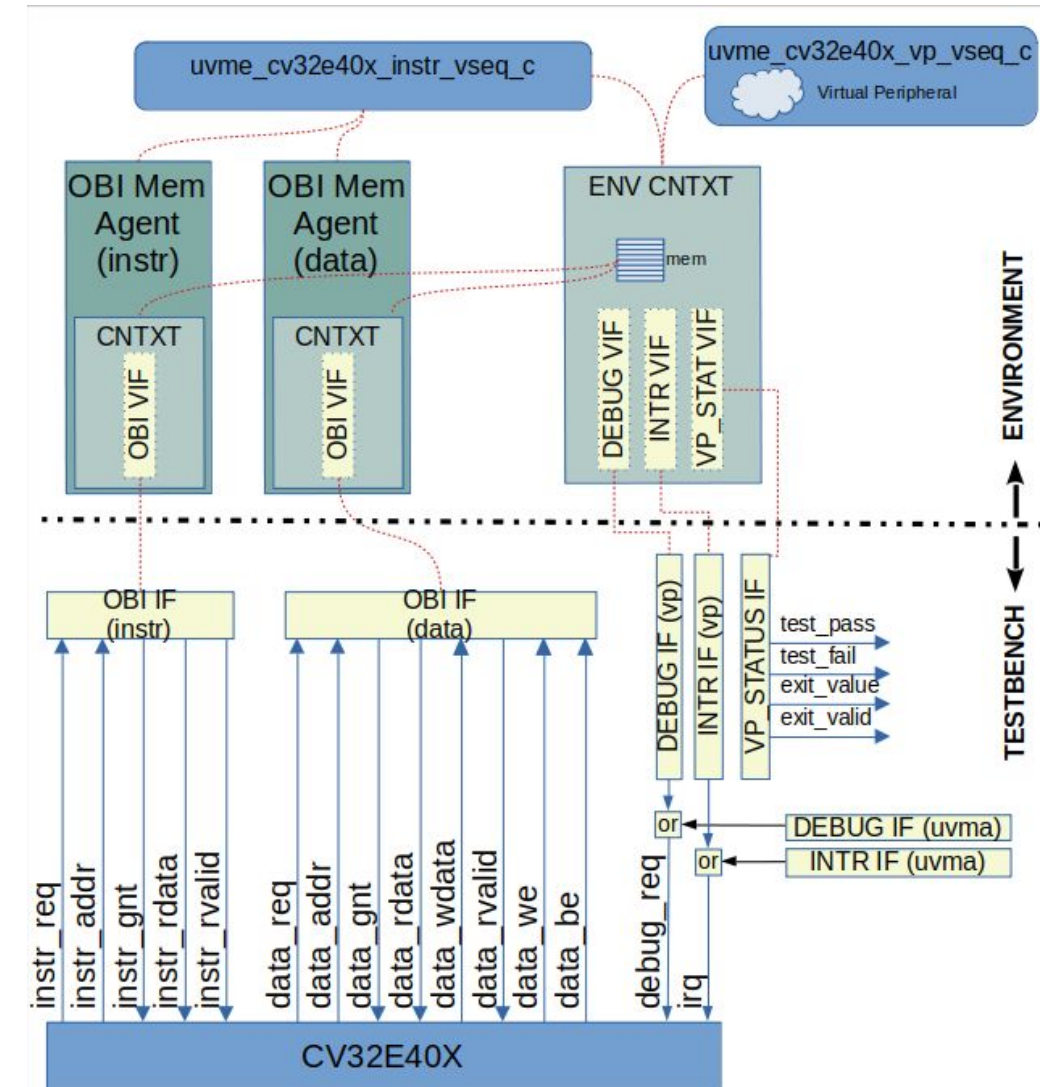 uvme_cv32e40x_instr_vseq_c
uvme_cv32e40x_vp_vseq_c
Virtual Peripheral
OBI Mem
Agent
(instr)
OBI Mem
Agent
(data)
ENV CNTXT
mem
CNTXT
OBI VIF
CNTXT
OBI VIF
DEBUG VIF
INTR VIF
VP_STAT VIF
ENVIRONMENT
TESTBENCH
OBI IF
(instr)
OBI IF
(data)
DEBUG IF (vp)
INTR IF (vp)
VP_STATUS IF
test_pass
test_fail
exit_value
exit_valid
or
DEBUG IF (uvma)
or
INTR IF (uvma)
instr_req
instr_addr
instr_gnt
instr_rdata
instr_rvalid
data_req
data_addr
data_gnt
data_rdata
data_wdata
data_rvalid
data_we
data_be
debug_req
irq
CV32E40X